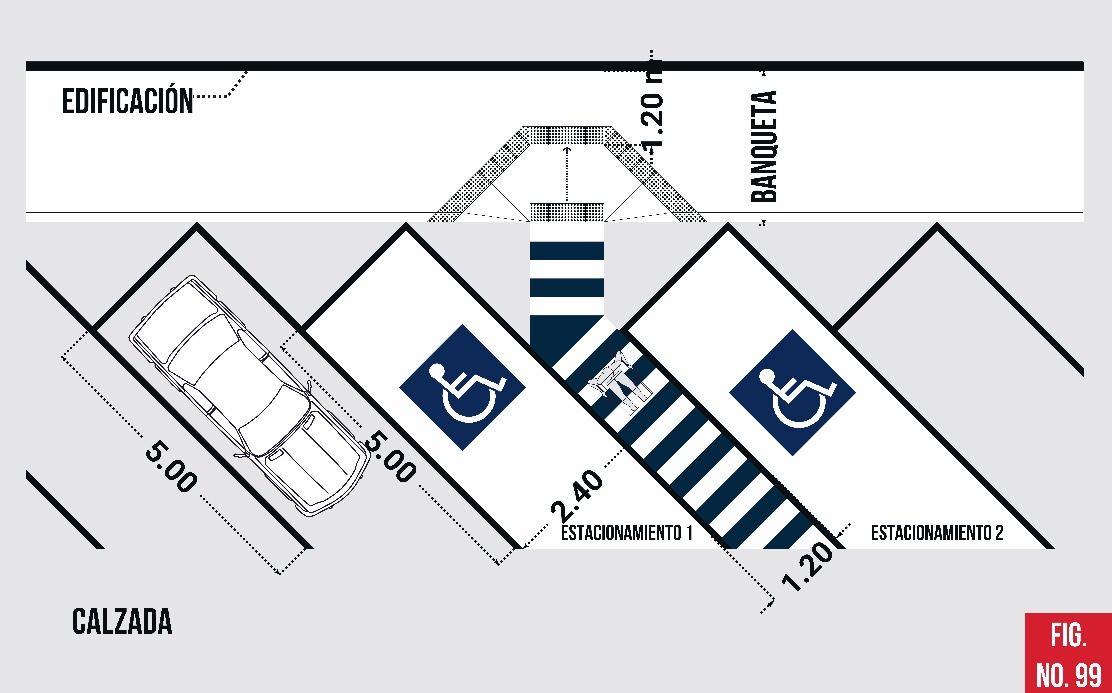 EDIFICACIÓN
1.20 m
BANQUETA
5.00
5.00
2.40
ESTACIONAMIENTO 1
1.20
ESTACIONAMIENTO 2
CALZADA
FIG.
NO. 99